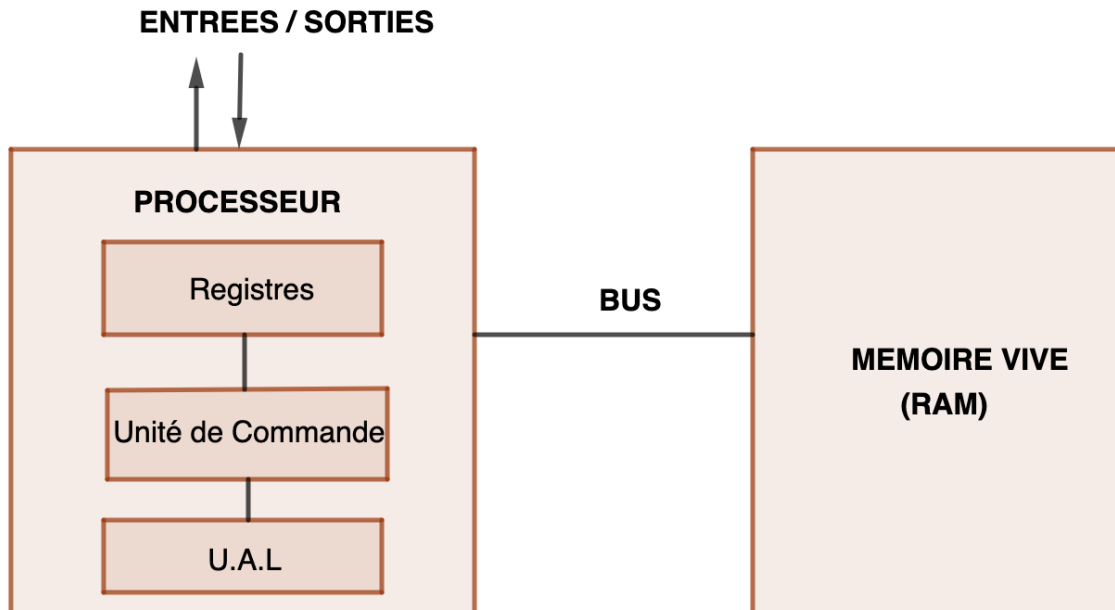 ENTREES / SORTIES
PROCESSEUR
Registres
Unité de Commande
U.A.L
BUS
MEMOIRE VIVE
(RAM)